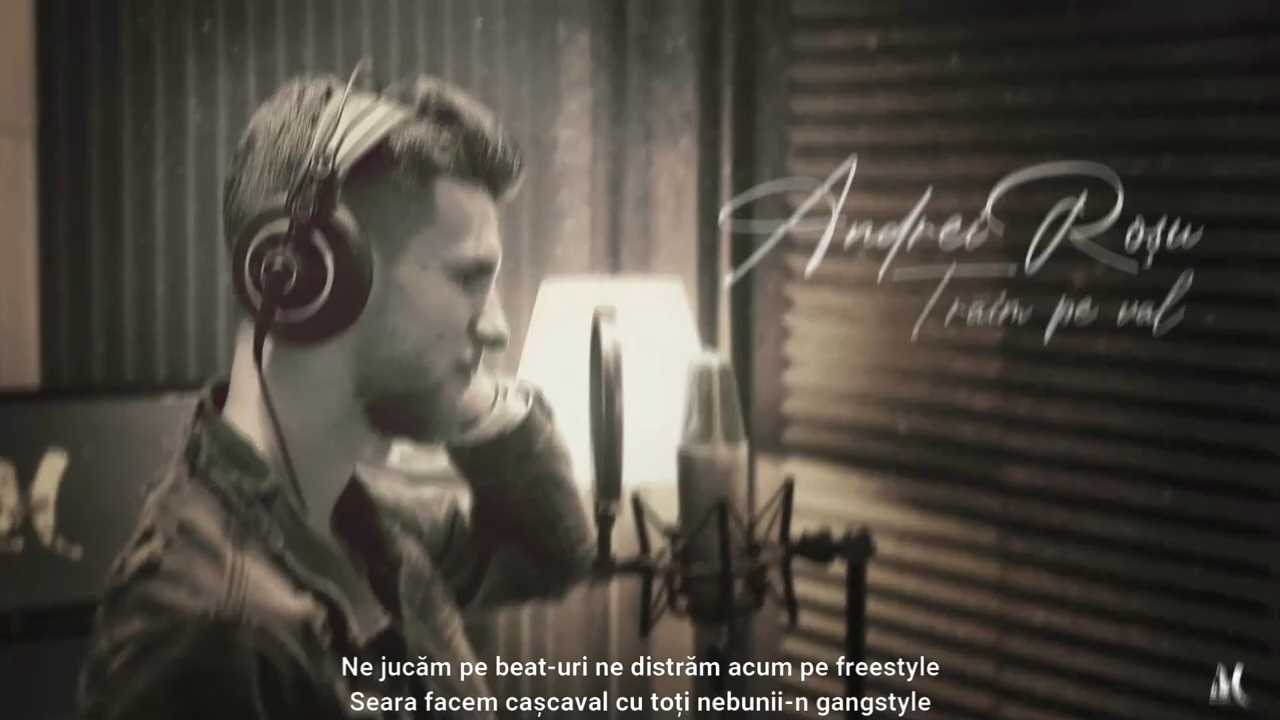 Andrei Roșu
Trăim pe val
Ne jucăm pe beat-uri ne distrăm acum pe freestyle
Seara facem cașcaval cu toți nebunii-n gangstyle